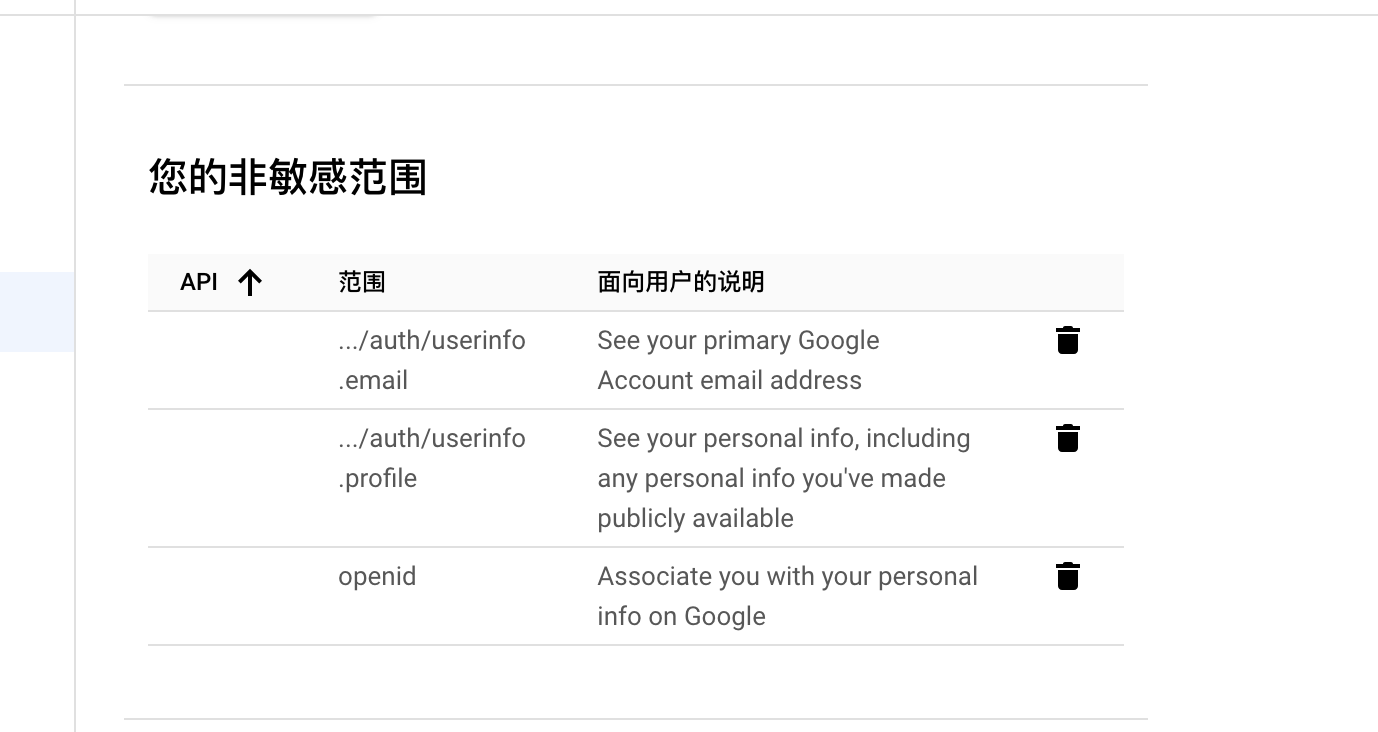 您的非敏感范围
API 范围 面向用户的说明
.../auth/userinfo See your primary Google
.email Account email address
.../auth/userinfo See your personal info, including
.profile any personal info you've made
publicly available
openid Associate you with your personal
info on Google